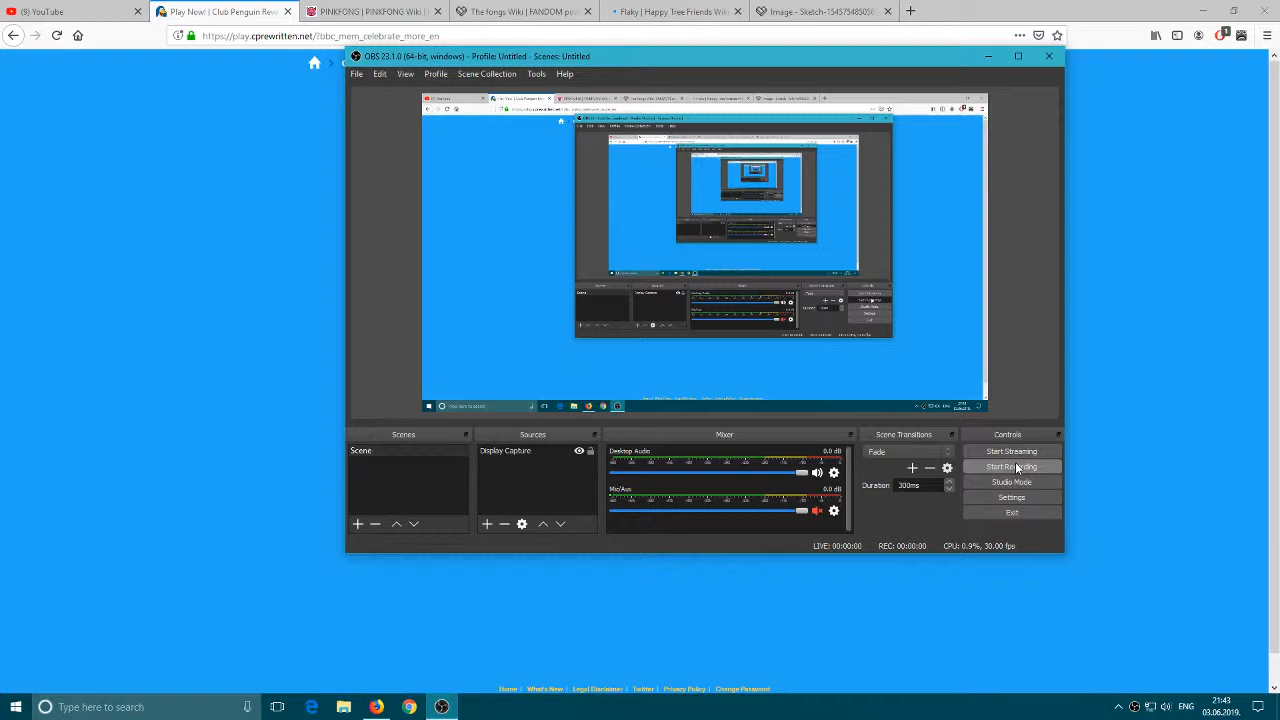 (9) YouTube
Play Now! | Club Penguin Rew
PINKFONG | PINKFONG Wiki |
The fongs Wiki | FANDOM pow
Flaky | Happy Tree Friends Wiki
Image - Sketch-1545754850
https://play.cprewritten.net/?bbc_mem_celebrate_more_en
1
OBS 23.1.0 (64-bit, windows) - Profile: Untitled - Scenes: Untitled
File Edit View Profile Scene Collection Tools Help
Scenes
Sources
Mixer
Scene Transitions
Controls
Scene
Display Capture
Desktop Audio
0.0 dB
Mic/Aux
0.0 dB
Fade
Duration 300ms
Start Streaming
Start Recording
Studio Mode
Settings
Exit
LIVE: 00:00:00 REC: 00:00:00 CPU: 0.9%, 30.00 fps
Home | What's New | Legal Disclaimer | Twitter | Privacy Policy | Change Password
Type here to search
ENG
21:43
03.06.2019.